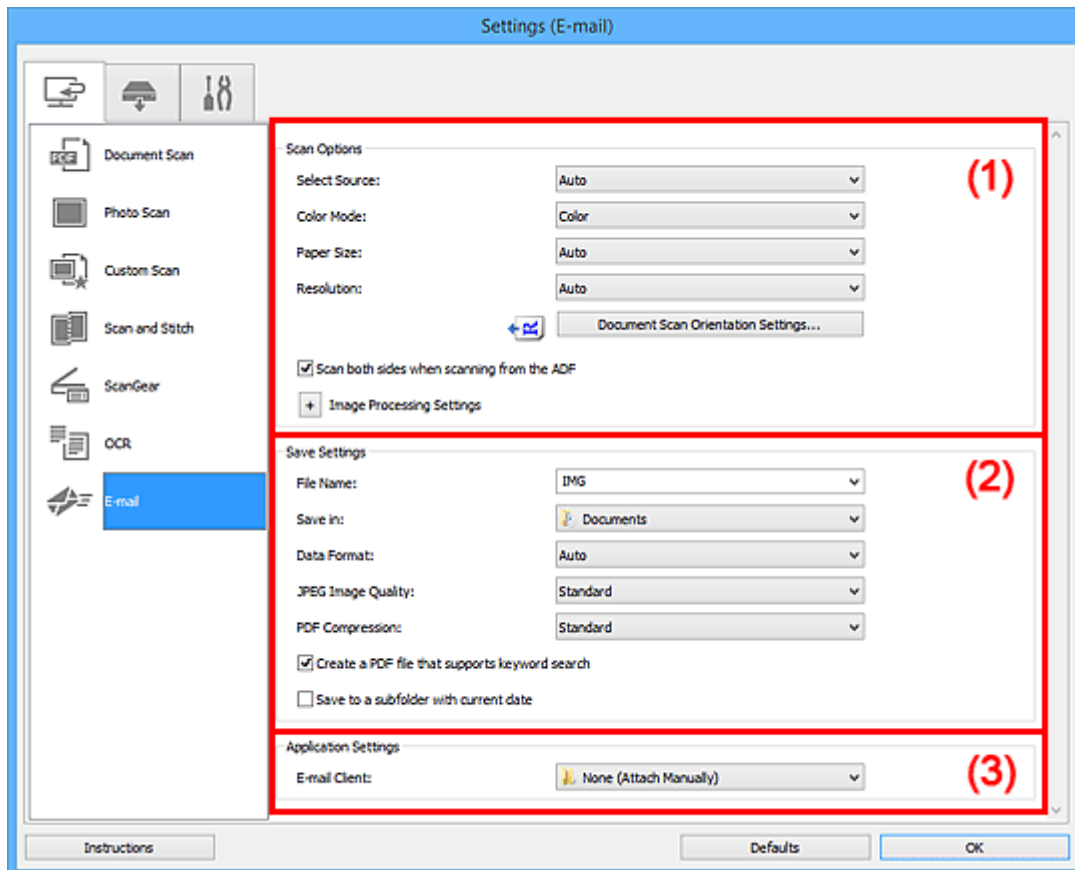 Settings (E-mail)
PDF
Document Scan
Photo Scan
Custom Scan
Scan and Stitch
ScanGear
OCR
E-mail
Scan Options
(1)
Select Source: Auto
Color Mode: Color
Paper Size: Auto
Resolution: Auto
R Document Scan Orientation Settings...
Scan both sides when scanning from the ADF
+ Image Processing Settings
Save Settings
(2)
File Name: IMG
Save in: Documents
Data Format: Auto
JPEG Image Quality: Standard
PDF Compression: Standard
Create a PDF file that supports keyword search
Save to a subfolder with current date
Application Settings
(3)
E-mail Client: None (Attach Manually)
Instructions Defaults OK